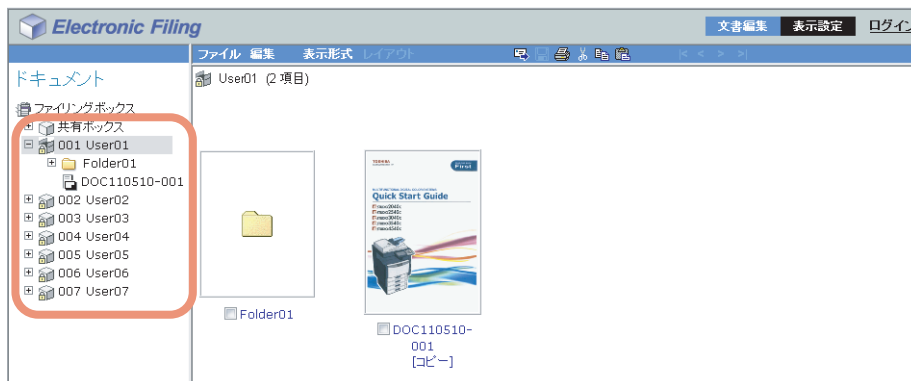 Electronic Filing
文書編集 表示設定 ログイン
ファイル 編集 表示形式 レイアウト |< < > >|
ドキュメント
User01 (2 項目)
ファイリングボックス
共有ボックス
001 User01
Folder01
DOC110510-001
002 User02
003 User03
004 User04
005 User05
006 User06
007 User07
TOSHIBA
First
Quick Start Guide
Folder01
DOC110510-
001
[コピー]